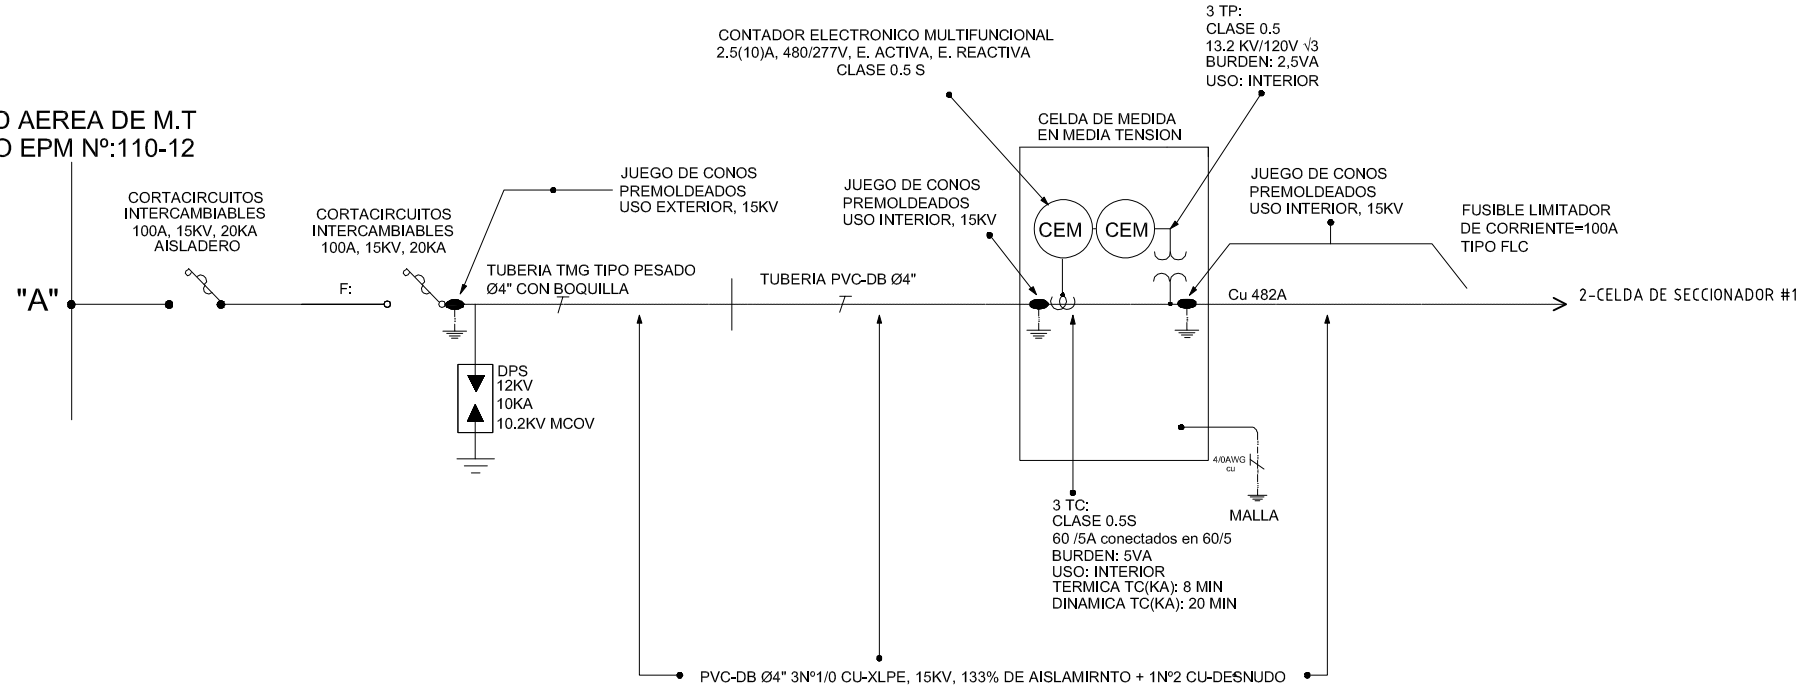 D AEREA DE M.T
O EPM Nº:110-12
"A"
CORTACIRCUITOS
INTERCAMBIABLES
100A, 15KV, 20KA
AISLADERO
F:
CORTACIRCUITOS
INTERCAMBIABLES
100A, 15KV, 20KA
JUEGO DE CONOS
PREMOLDEADOS
USO EXTERIOR, 15KV
TUBERIA TMG TIPO PESADO
Ø4" CON BOQUILLA
DPS
12KV
10KA
10.2KV MCOV
TUBERIA PVC-DB Ø4"
CONTADOR ELECTRONICO MULTIFUNCIONAL
2.5(10)A, 480/277V, E. ACTIVA, E. REACTIVA
CLASE 0.5 S
JUEGO DE CONOS
PREMOLDEADOS
USO INTERIOR, 15KV
CELDA DE MEDIDA
EN MEDIA TENSION
CEM
CEM
3 TP:
CLASE 0.5
13.2 KV/120V √3
BURDEN: 2,5VA
USO: INTERIOR
JUEGO DE CONOS
PREMOLDEADOS
USO INTERIOR, 15KV
FUSIBLE LIMITADOR
DE CORRIENTE=100A
TIPO FLC
Cu 482A
2-CELDA DE SECCIONADOR #1
4/0AWG
cu
MALLA
3 TC:
CLASE 0.5S
60 /5A conectados en 60/5
BURDEN: 5VA
USO: INTERIOR
TERMICA TC(KA): 8 MIN
DINAMICA TC(KA): 20 MIN
PVC-DB Ø4" 3Nº1/0 CU-XLPE, 15KV, 133% DE AISLAMIRNTO + 1Nº2 CU-DESNUDO